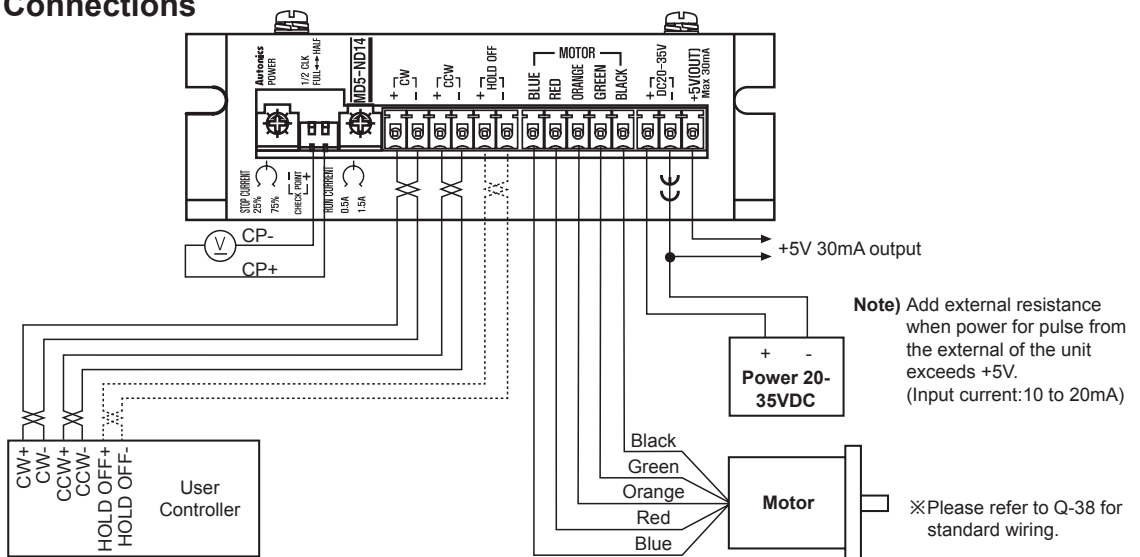 Connections
Autonics
POWER
1/2 CLK
FULL↔HALF
MD5-ND14
+ CW -
+ CCW -
+ HOLD OFF -
MOTOR
BLUE
RED
ORANGE
GREEN
BLACK
+ DC20-35V -
+5V(OUT)
Max 30mA
STOP CURRENT
25%
75%
CHECK POINT
- +
RUN CURRENT
0.5A
1.5A
V
CP-
CP+
+5V 30mA output
Note) Add external resistance
when power for pulse from
the external of the unit
exceeds +5V.
(Input current:10 to 20mA)
+ -
Power 20-
35VDC
CW+
CW-
CCW+
CCW-
HOLD OFF+
HOLD OFF-
User
Controller
Black
Green
Orange
Red
Blue
Motor
※Please refer to Q-38 for
standard wiring.